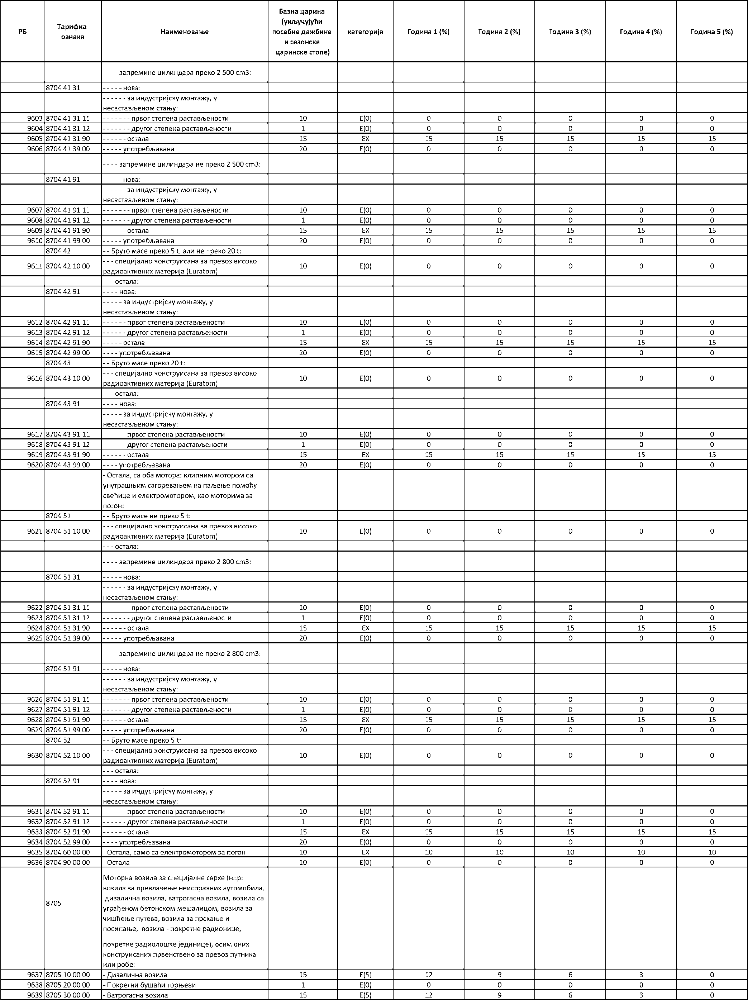 РБ Тарифна ознака Наименовање Базна царина (укључујући посебне дажбине и сезонске царинске стопе) категорија Година 1 (%) Година 2 (%) Година 3 (%) Година 4 (%) Година 5 (%)
- - - - запремине цилиндара преко 2 500 cm3:
8704 41 31 - - - - - нова:
- - - - - - за индустријску монтажу, у
несастављеном стању:
9603 8704 41 31 11 - - - - - - - првог степена растављености 10 E(0) 0 0 0 0 0
9604 8704 41 31 12 - - - - - - - другог степена растављености 1 E(0) 0 0 0 0 0
9605 8704 41 31 90 - - - - - - остала 15 EX 15 15 15 15 15
9606 8704 41 39 00 - - - - - употребљавана 20 E(0) 0 0 0 0 0
- - - - запремине цилиндара не преко 2 500 cm3:
8704 41 91 - - - - - нова:
- - - - - - за индустријску монтажу, у
несастављеном стању:
9607 8704 41 91 11 - - - - - - - првог степена растављености 10 E(0) 0 0 0 0 0
9608 8704 41 91 12 - - - - - - - другог степена растављености 1 E(0) 0 0 0 0 0
9609 8704 41 91 90 - - - - - - остала 15 EX 15 15 15 15 15
9610 8704 41 99 00 - - - - - употребљавана 20 E(0) 0 0 0 0 0
8704 42 - - Бруто масе преко 5 t, али не преко 20 t:
9611 8704 42 10 00 - - - специјално конструисана за превоз високо
радиоактивних материја (Euratom) 10 E(0) 0 0 0 0 0
- - - остала:
8704 42 91 - - - - нова:
- - - - - за индустријску монтажу, у
несастављеном стању:
9612 8704 42 91 11 - - - - - - првог степена растављености 10 E(0) 0 0 0 0 0
9613 8704 42 91 12 - - - - - - другог степена растављености 1 E(0) 0 0 0 0 0
9614 8704 42 91 90 - - - - - остала 15 EX 15 15 15 15 15
9615 8704 42 99 00 - - - - употребљавана 20 E(0) 0 0 0 0 0
8704 43 - - Бруто масе преко 20 t:
9616 8704 43 10 00 - - - специјално конструисана за превоз високо
радиоактивних материја (Euratom) 10 E(0) 0 0 0 0 0
- - - остала:
8704 43 91 - - - - нова:
- - - - - за индустријску монтажу, у
несастављеном стању:
9617 8704 43 91 11 - - - - - - првог степена растављености 10 E(0) 0 0 0 0 0
9618 8704 43 91 12 - - - - - - другог степена растављености 1 E(0) 0 0 0 0 0
9619 8704 43 91 90 - - - - - - остала 15 EX 15 15 15 15 15
9620 8704 43 99 00 - - - - употребљавана 20 E(0) 0 0 0 0 0
- Остала, са оба мотора: клипним мотором са
унутрашњим сагоревањем на паљење помоћу
свећице и електромотором, као моторима за
погон:
8704 51 - - Бруто масе не преко 5 t:
9621 8704 51 10 00 - - - специјално конструисана за превоз високо
радиоактивних материја (Euratom) 10 E(0) 0 0 0 0 0
- - - остала:
- - - - запремине цилиндара преко 2 800 cm3:
8704 51 31 - - - - - нова:
- - - - - - за индустријску монтажу, у
несастављеном стању:
9622 8704 51 31 11 - - - - - - - првог степена растављености 10 E(0) 0 0 0 0 0
9623 8704 51 31 12 - - - - - - - другог степена растављености 1 E(0) 0 0 0 0 0
9624 8704 51 31 90 - - - - - - остала 15 EX 15 15 15 15 15
9625 8704 51 39 00 - - - - - употребљавана 20 E(0) 0 0 0 0 0
- - - - запремине цилиндара не преко 2 800 cm3:
8704 51 91 - - - - - нова:
- - - - - - за индустријску монтажу, у
несастављеном стању:
9626 8704 51 91 11 - - - - - - - првог степена растављености 10 E(0) 0 0 0 0 0
9627 8704 51 91 12 - - - - - - - другог степена растављености 1 E(0) 0 0 0 0 0
9628 8704 51 91 90 - - - - - - остала 15 EX 15 15 15 15 15
9629 8704 51 99 00 - - - - - употребљавана 20 E(0) 0 0 0 0 0
8704 52 - - Бруто масе преко 5 t:
9630 8704 52 10 00 - - - специјално конструисана за превоз високо
радиоактивних материја (Euratom) 10 E(0) 0 0 0 0 0
- - - остала:
8704 52 91 - - - - нова:
- - - - - за индустријску монтажу, у
несастављеном стању:
9631 8704 52 91 11 - - - - - - првог степена растављености 10 E(0) 0 0 0 0 0
9632 8704 52 91 12 - - - - - - другог степена растављености 1 E(0) 0 0 0 0 0
9633 8704 52 91 90 - - - - - - остала 15 EX 15 15 15 15 15
9634 8704 52 99 00 - - - - употребљавана 20 E(0) 0 0 0 0 0
9635 8704 60 00 00 - Остала, само са електромотором за погон 10 EX 10 10 10 10 10
9636 8704 90 00 00 - Остала 10 E(0) 0 0 0 0 0
8705 Моторна возила за специјалне сврхе (нпр:
возила за превлачење неисправних аутомобила,
дизалична возила, ватрогасна возила, возила са
уграђеном бетонском мешалицом, возила за
чишћење путева, возила за прскање и
посипање, возила - покретне радионице,
покретне радиолошке јединице), осим оних
конструисаних првенствено за превоз путника
или робе:
9637 8705 10 00 00 - Дизалична возила 15 E(5) 12 9 6 3 0
9638 8705 20 00 00 - Покретни бушаћи торњеви 1 E(0) 0 0 0 0 0
9639 8705 30 00 00 - Ватрогасна возила 15 E(5) 12 9 6 3 0